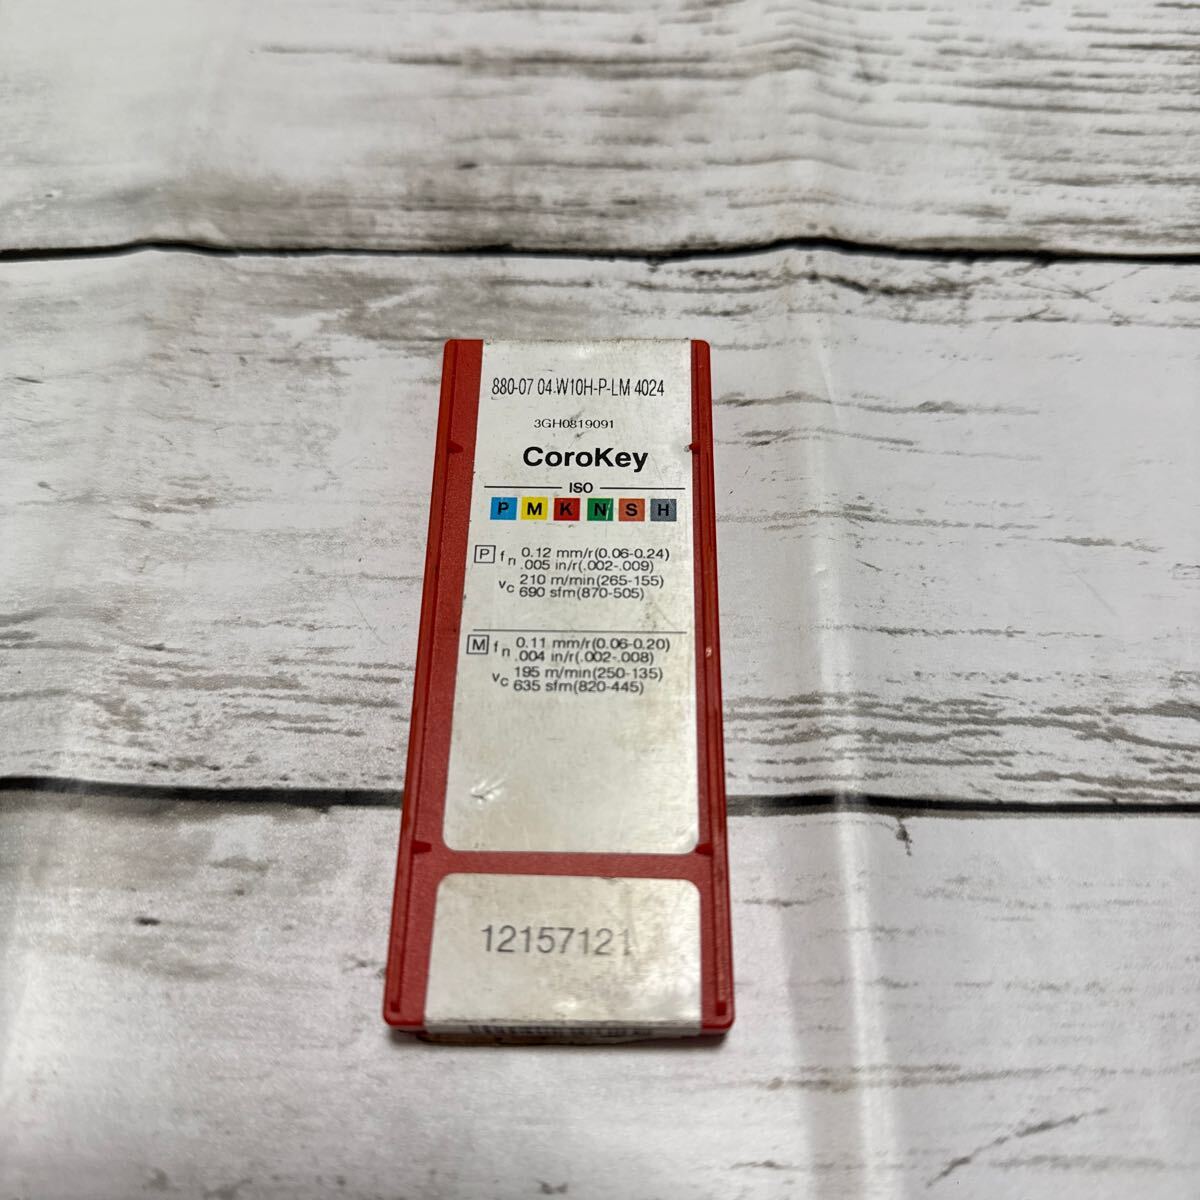 880-07 04 W10H-P-LM 4024
3GH0819091
CoroKey
ISO
P M K N S H
P fn 0.12 mm/r(0.06-0.24)
.005 in/r(.002-.009)
vc 210 m/min(265-155)
690 sfm(870-505)
M fn 0.11 mm/r(0.06-0.20)
.004 in/r(.002-.008)
vc 195 m/min(250-135)
635 sfm(820-445)
12157121